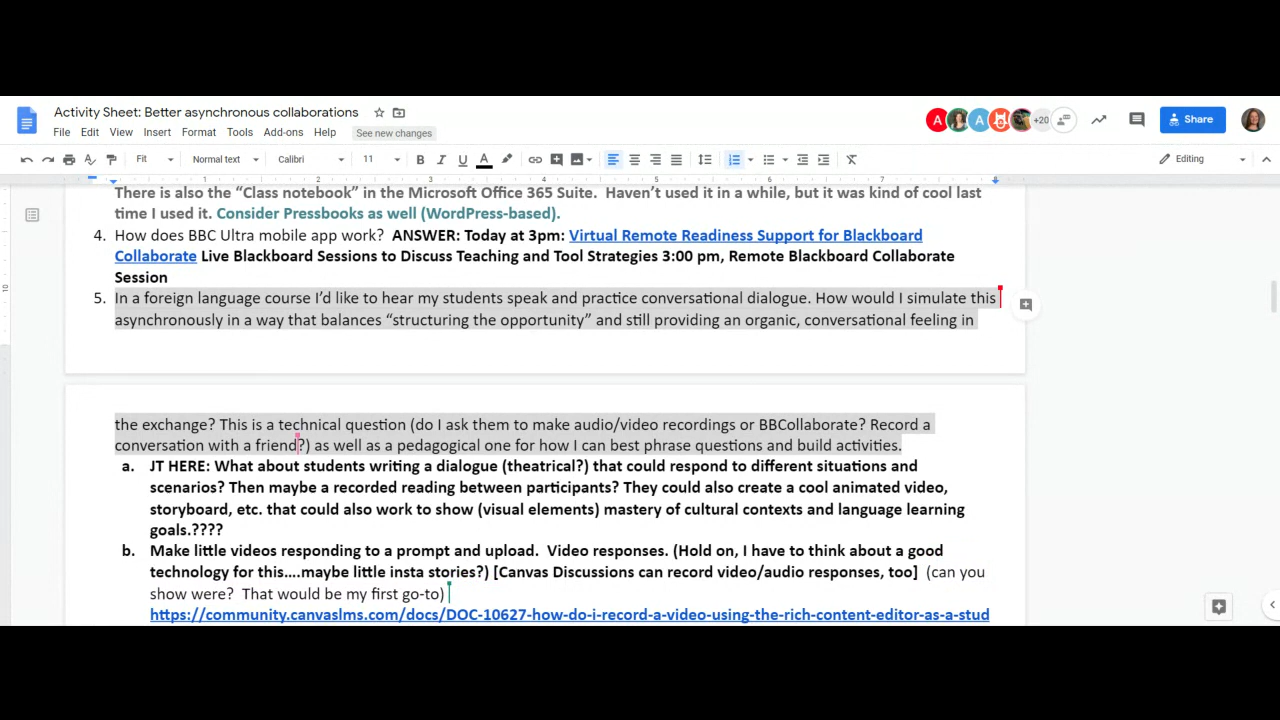 Activity Sheet: Better asynchronous collaborations
File Edit View Insert Format Tools Add-ons Help See new changes
A A +20 Share
Fit Normal text Calibri 11 B I U A Editing
1 2 3 4 5 6 7 8
There is also the “Class notebook” in the Microsoft Office 365 Suite. Haven’t used it in a while, but it was kind of cool last
time I used it. Consider Pressbooks as well (WordPress-based).
4. How does BBC Ultra mobile app work? ANSWER: Today at 3pm: Virtual Remote Readiness Support for Blackboard
Collaborate Live Blackboard Sessions to Discuss Teaching and Tool Strategies 3:00 pm, Remote Blackboard Collaborate
Session
10
5. In a foreign language course I’d like to hear my students speak and practice conversational dialogue. How would I simulate this
asynchronously in a way that balances “structuring the opportunity” and still providing an organic, conversational feeling in
the exchange? This is a technical question (do I ask them to make audio/video recordings or BBCollaborate? Record a
conversation with a friend?) as well as a pedagogical one for how I can best phrase questions and build activities.
a. JT HERE: What about students writing a dialogue (theatrical?) that could respond to different situations and
scenarios? Then maybe a recorded reading between participants? They could also create a cool animated video,
storyboard, etc. that could also work to show (visual elements) mastery of cultural contexts and language learning
goals.????
b. Make little videos responding to a prompt and upload. Video responses. (Hold on, I have to think about a good
technology for this….maybe little insta stories?) [Canvas Discussions can record video/audio responses, too] (can you
show were? That would be my first go-to)
https://community.canvaslms.com/docs/DOC-10627-how-do-i-record-a-video-using-the-rich-content-editor-as-a-stud